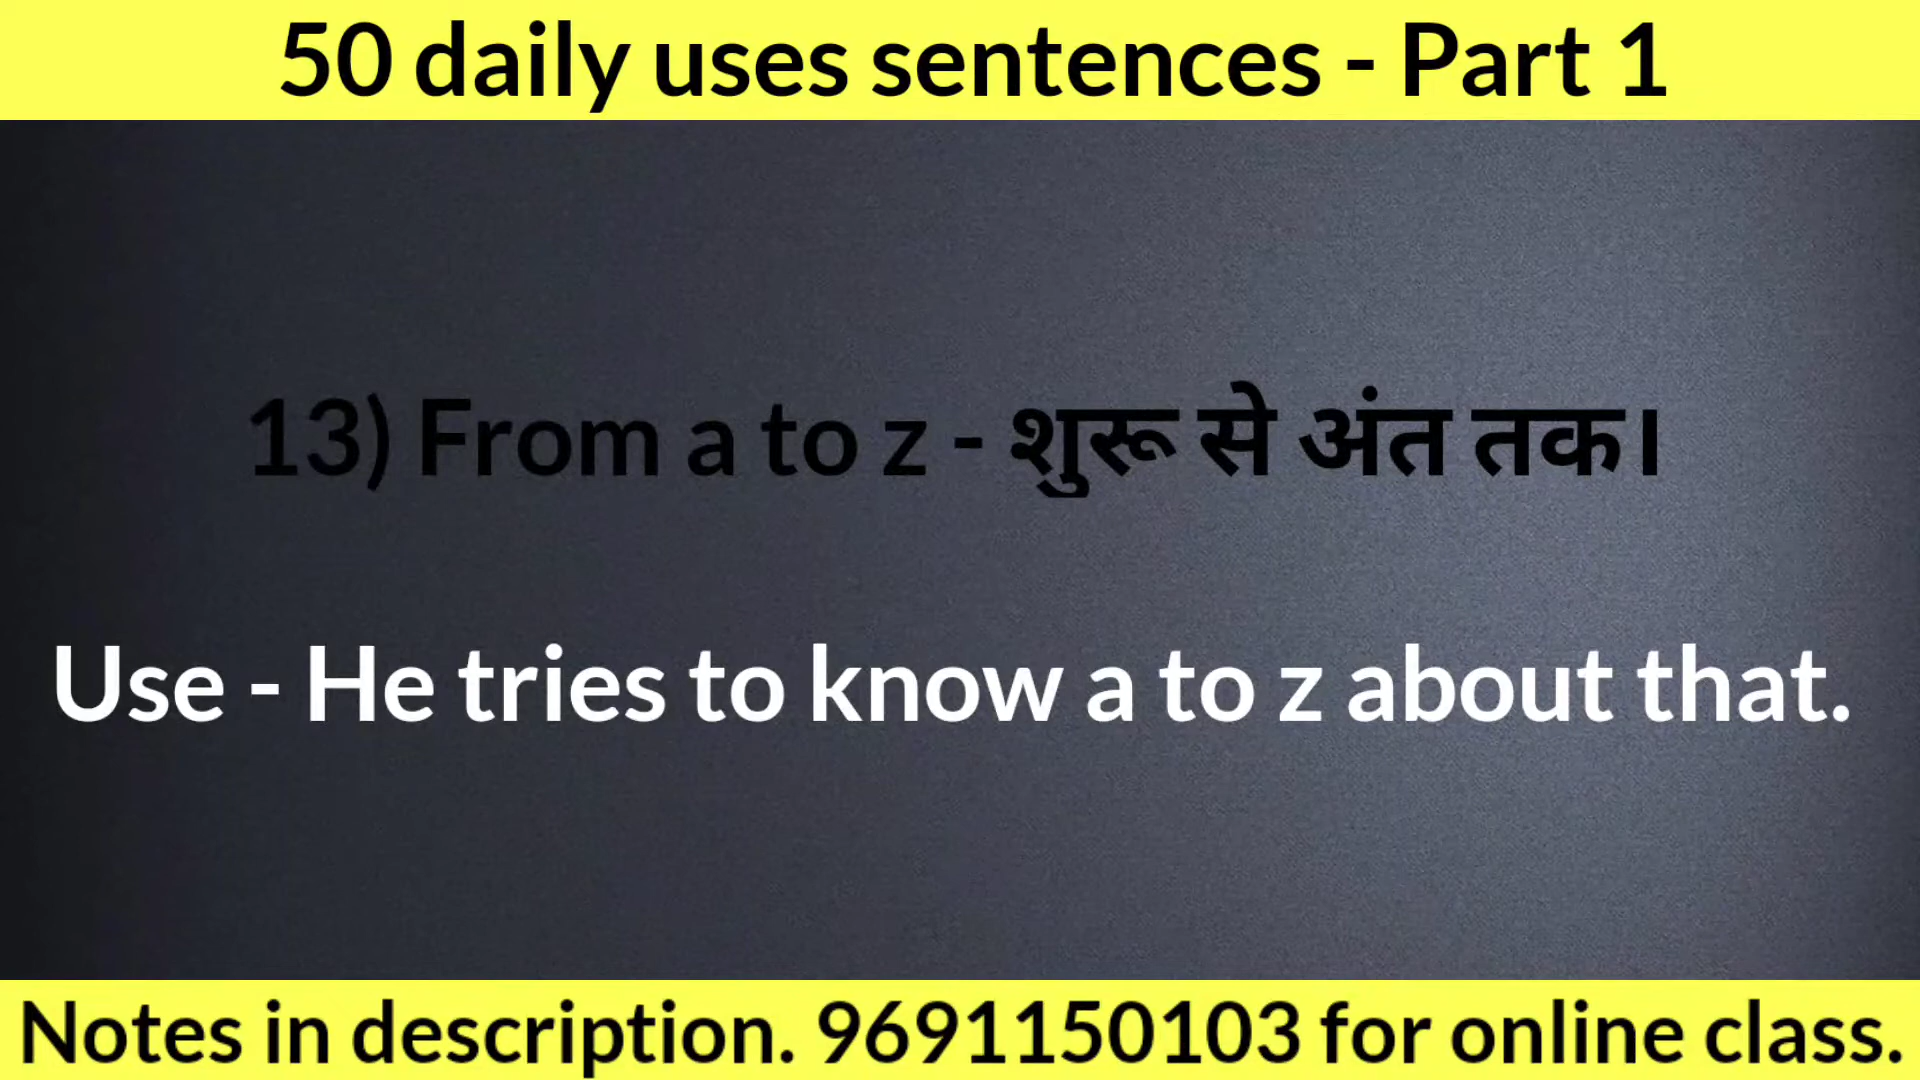 50 daily uses sentences - Part 1
13) From a to z - शुरू से अंत तक।
Use - He tries to know a to z about that.
Notes in description. 9691150103 for online class.